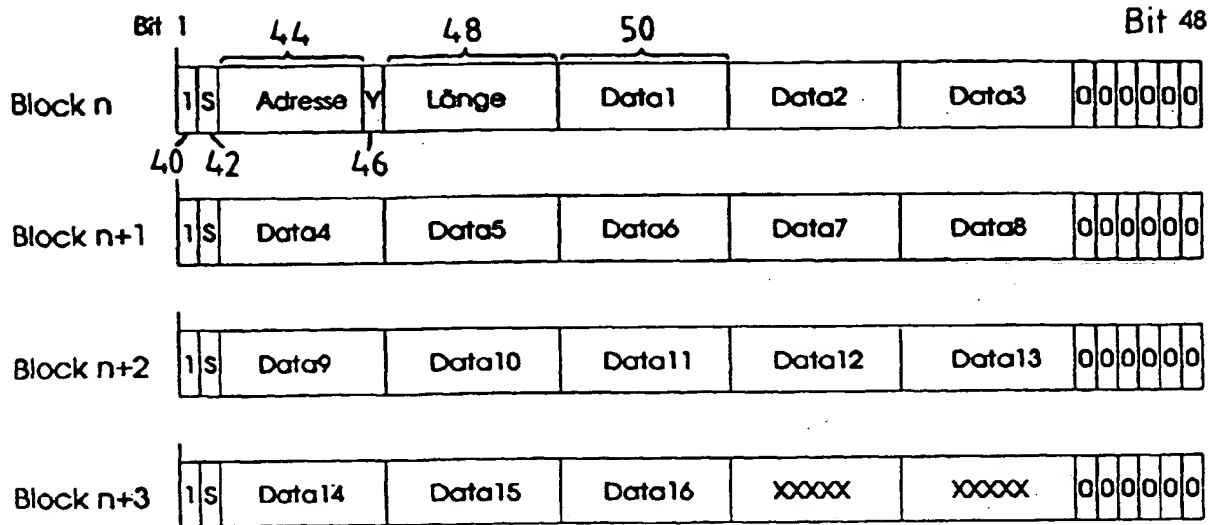 Bit 1 44 48 50 Bit 48
Block n 1 S Adresse Y Länge Data1 Data2 Data3 0 0 0 0 0 0
40 42 46
Block n+1 1 S Data4 Data5 Data6 Data7 Data8 0 0 0 0 0 0
Block n+2 1 S Data9 Data10 Data11 Data12 Data13 0 0 0 0 0 0
Block n+3 1 S Data14 Data15 Data16 XXXXX XXXXX 0 0 0 0 0 0